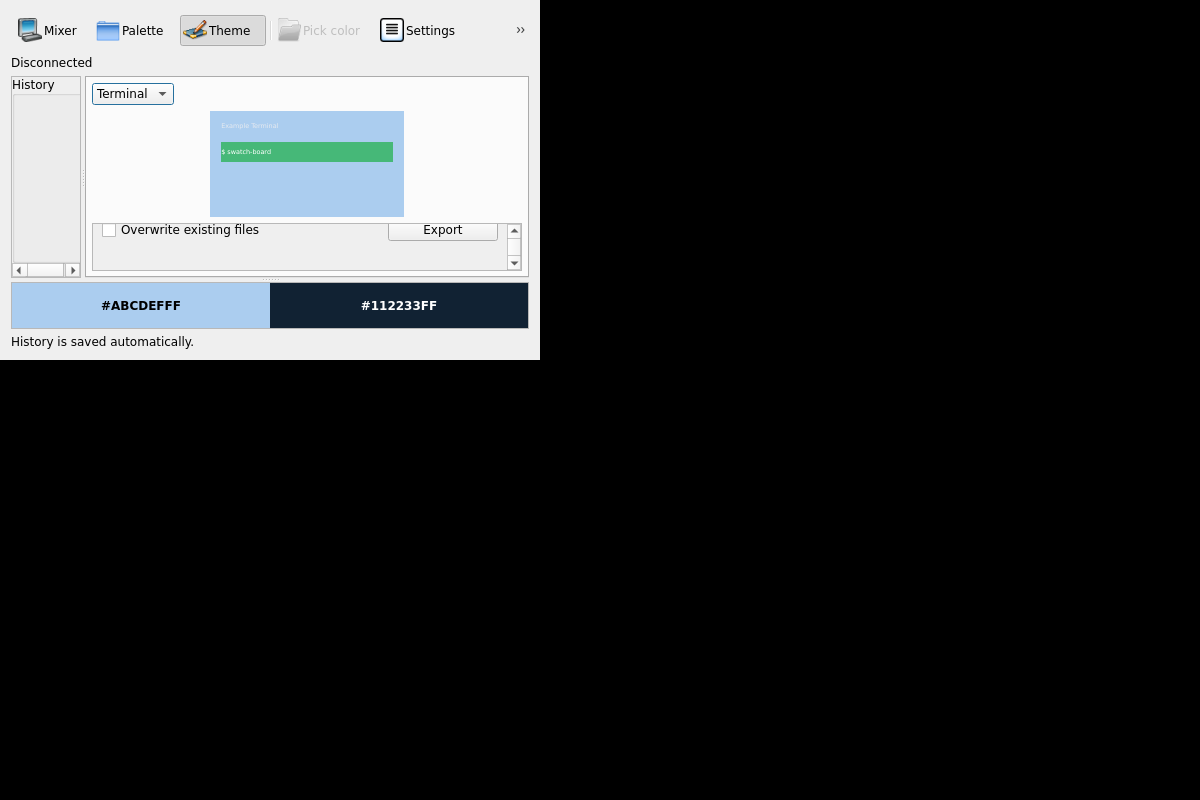 Mixer
Palette
Theme
Pick color
Settings
››
Disconnected
History
Terminal
Example Terminal
$ swatch-board
Overwrite existing files
Export
#ABCDEFFF
#112233FF
History is saved automatically.